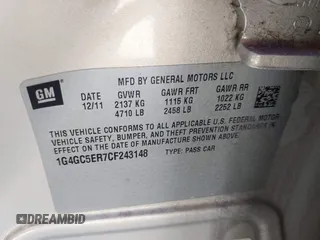 GM
MFD BY GENERAL MOTORS LLC
DATE GVWR GAWR FRT GAWR RR
12/11 2137 KG 1115 KG 1022 KG
4710 LB 2458 LB 2252 LB
THIS VEHICLE CONFORMS TO ALL APPLICABLE U.S. FEDERAL MOTOR VEHICLE
SAFETY, BUMPER, AND THEFT PREVENTION STANDARDS
IN EFFECT ON THE DATE OF MANUFACTURE SHOWN ABOVE.
1G4GC5ER7CF243148 TYPE: PASS CAR
DREAMBID